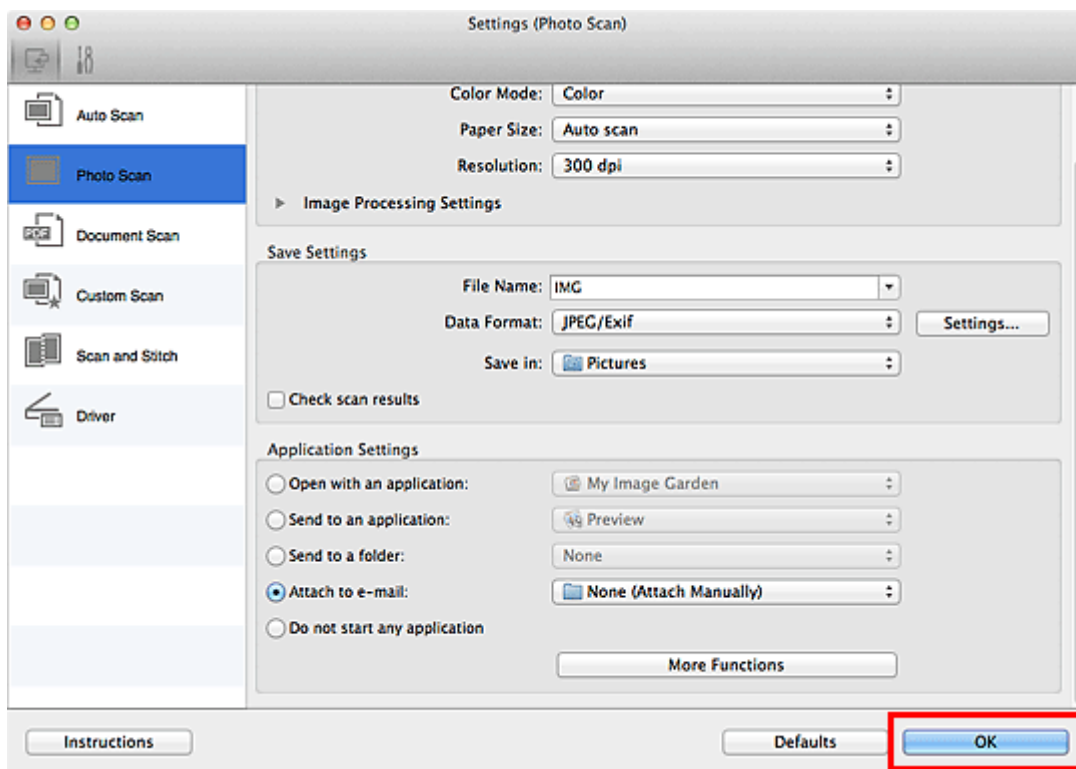 Settings (Photo Scan)
Auto Scan
Photo Scan
PDF
Document Scan
Custom Scan
Scan and Stitch
Driver
Color Mode: Color
Paper Size: Auto scan
Resolution: 300 dpi
Image Processing Settings
Save Settings
File Name: IMG
Data Format: JPEG/Exif Settings...
Save in: Pictures
Check scan results
Application Settings
Open with an application: My Image Garden
Send to an application: Preview
Send to a folder: None
Attach to e-mail: None (Attach Manually)
Do not start any application
More Functions
Instructions Defaults OK